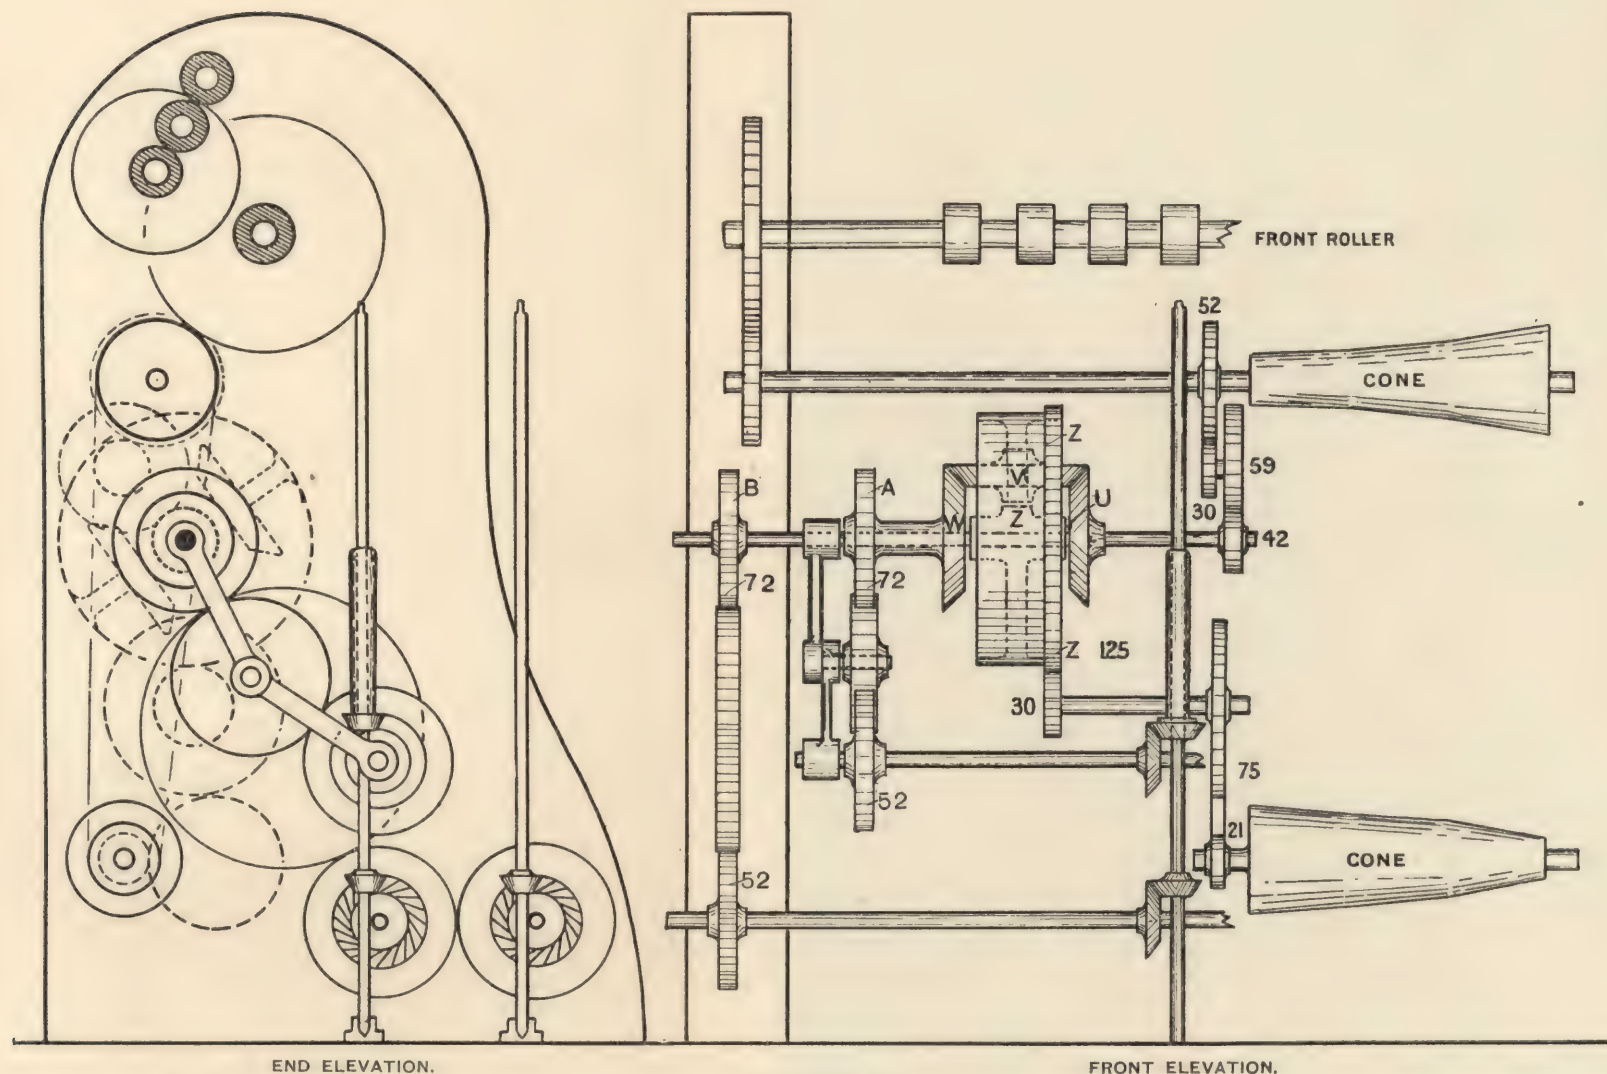 FRONT ROLLER
52
CONE
Z
59
V
B
A
U
Z
30
W
42
72
72
Z 125
30
75
21
CONE
52
52
END ELEVATION.
FRONT ELEVATION.